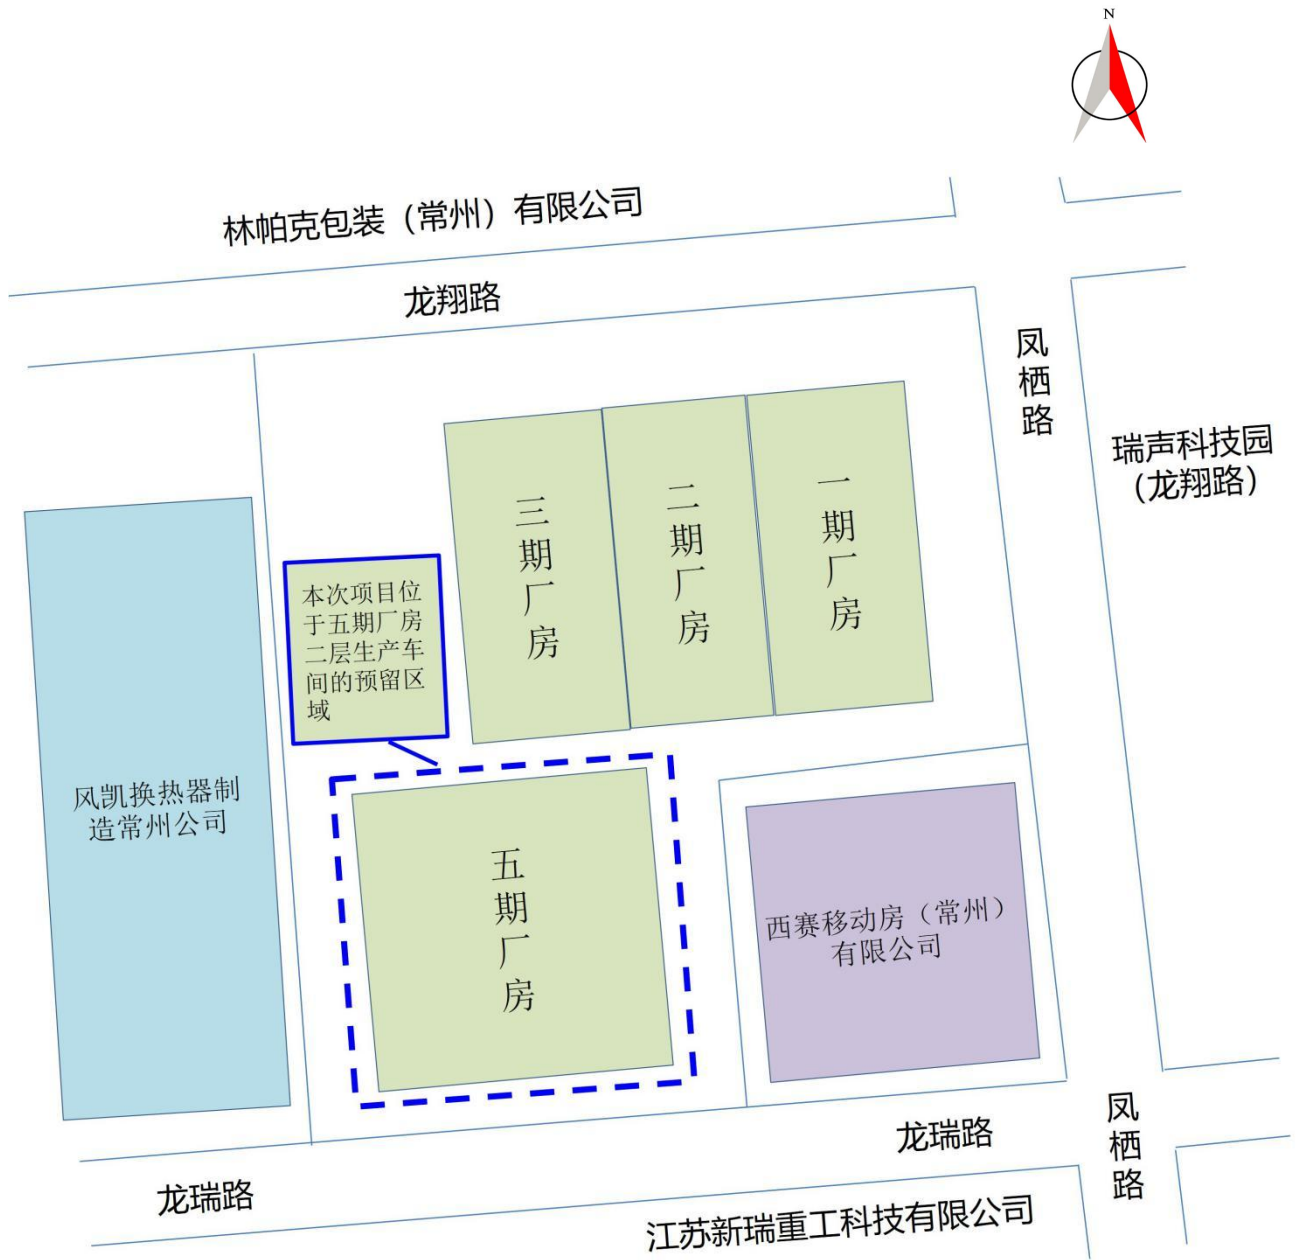 N
林帕克包装（常州）有限公司
龙翔路
凤栖路
瑞声科技园
（龙翔路）
三期厂房
二期厂房
一期厂房
本次项目位
于五期厂房
二层生产车
间的预留区
域
风凯换热器制
造常州公司
五期厂房
西赛移动房（常州）
有限公司
龙瑞路
凤栖路
龙瑞路
江苏新瑞重工科技有限公司